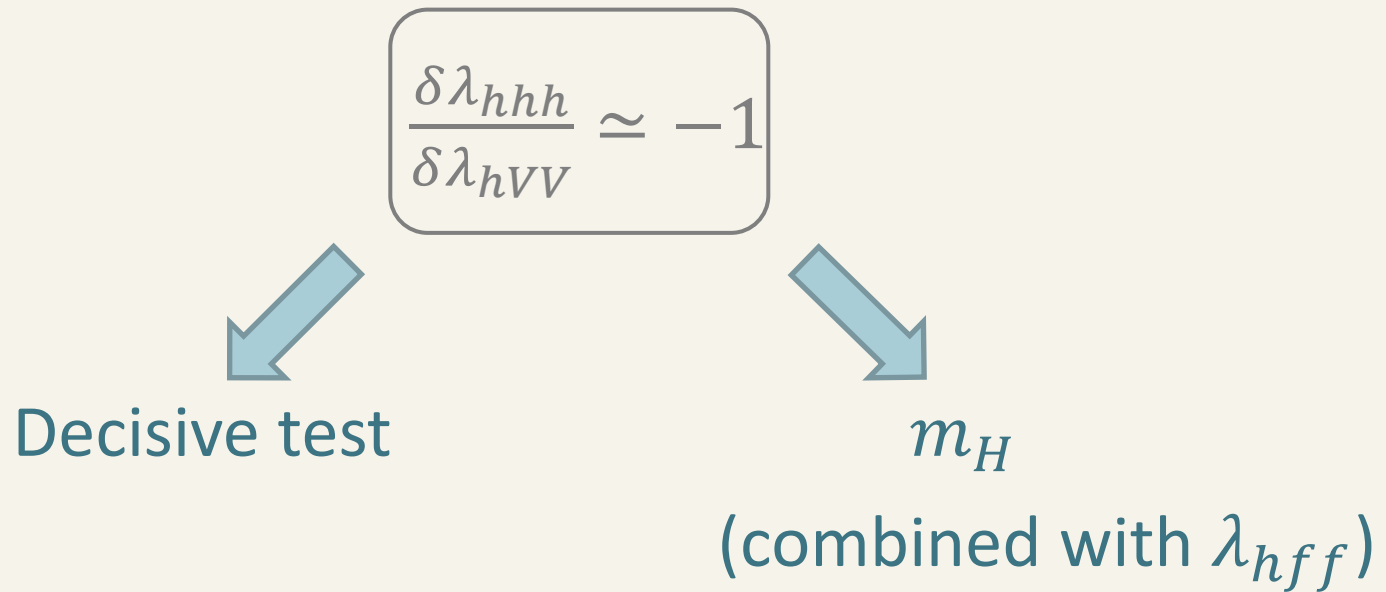 δλ_hhh / δλ_hVV ≃ −1
Decisive test
m_H
(combined with λ_hff)